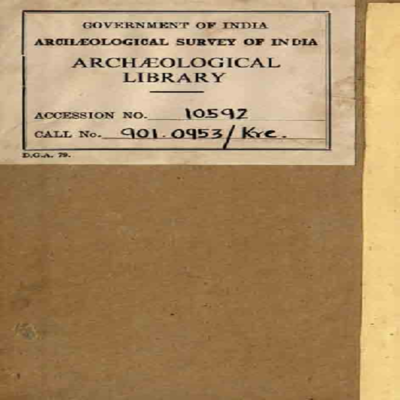 GOVERNMENT OF INDIA
ARCHÆOLOGICAL SURVEY OF INDIA
ARCHÆOLOGICAL
LIBRARY
ACCESSION NO. 10592
CALL No. 901.0953/Kre.
D.G.A. 79.